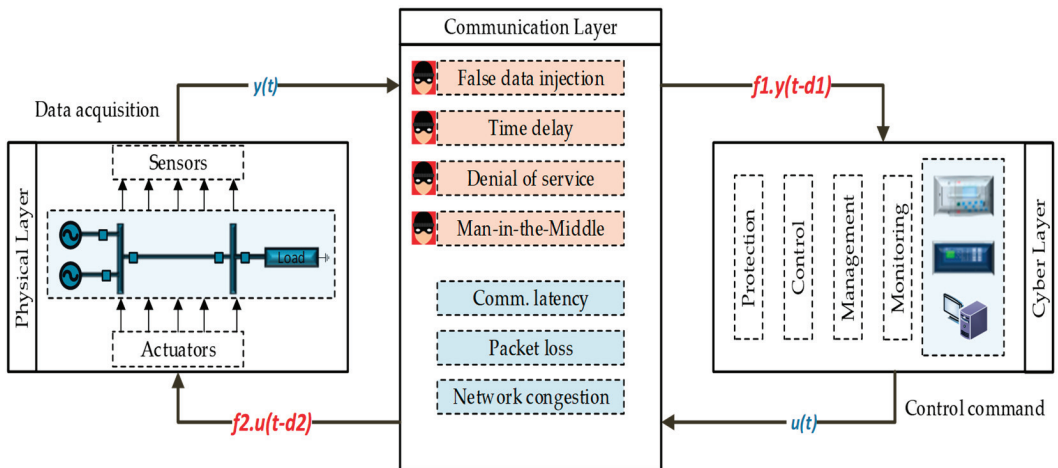 Communication Layer
False data injection
Time delay
Denial of service
Man-in-the-Middle
Comm. latency
Packet loss
Network congestion
y(t)
Data acquisition
Physical Layer
Sensors
Load
Actuators
f2.u(t-d2)
f1.y(t-d1)
Protection
Control
Management
Monitoring
Cyber Layer
u(t)
Control command